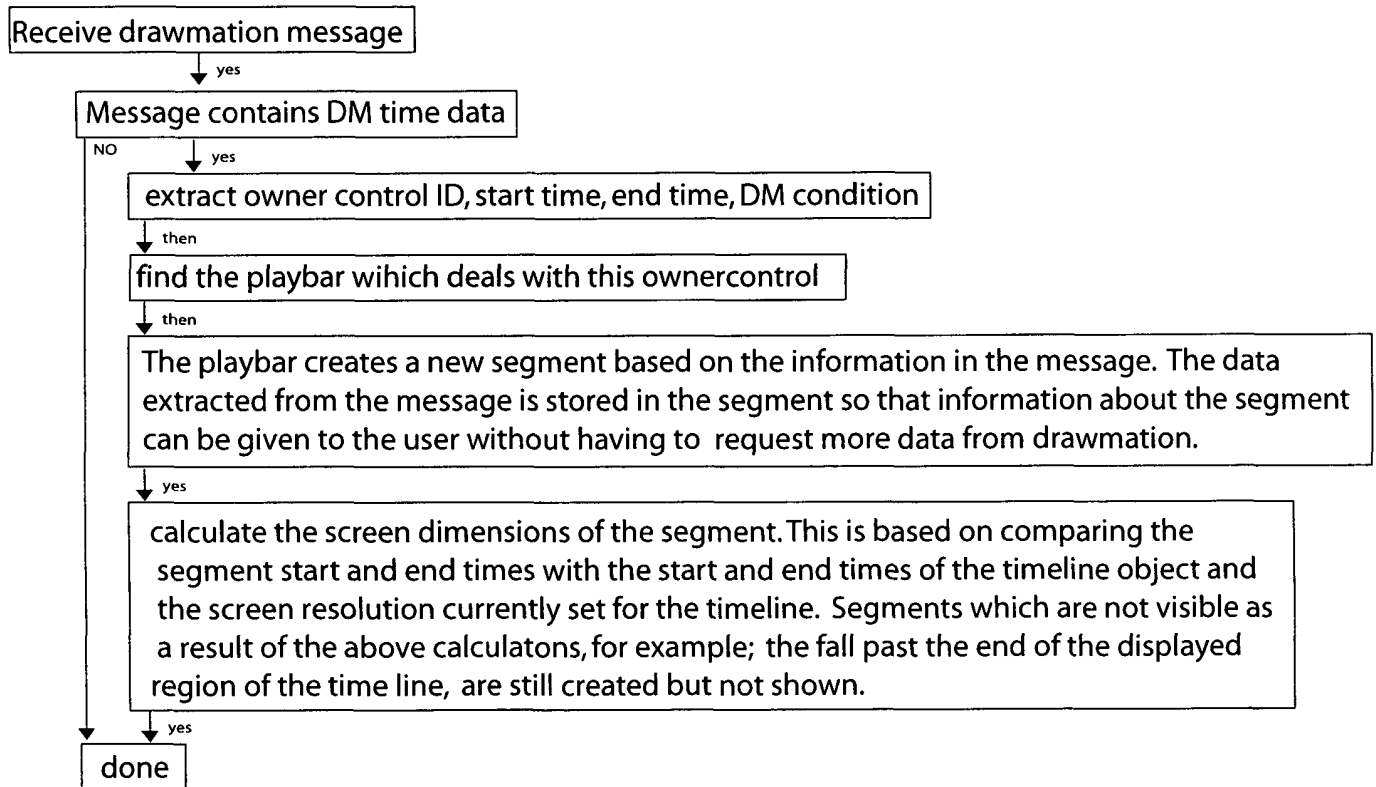 Receive drawmation message
yes
Message contains DM time data
NO
yes
extract owner control ID, start time, end time, DM condition
then
find the playbar wihich deals with this ownercontrol
then
The playbar creates a new segment based on the information in the message. The data
extracted from the message is stored in the segment so that information about the segment
can be given to the user without having to request more data from drawmation.
yes
calculate the screen dimensions of the segment. This is based on comparing the
segment start and end times with the start and end times of the timeline object and
the screen resolution currently set for the timeline. Segments which are not visible as
a result of the above calculatons, for example; the fall past the end of the displayed
region of the time line, are still created but not shown.
yes
done